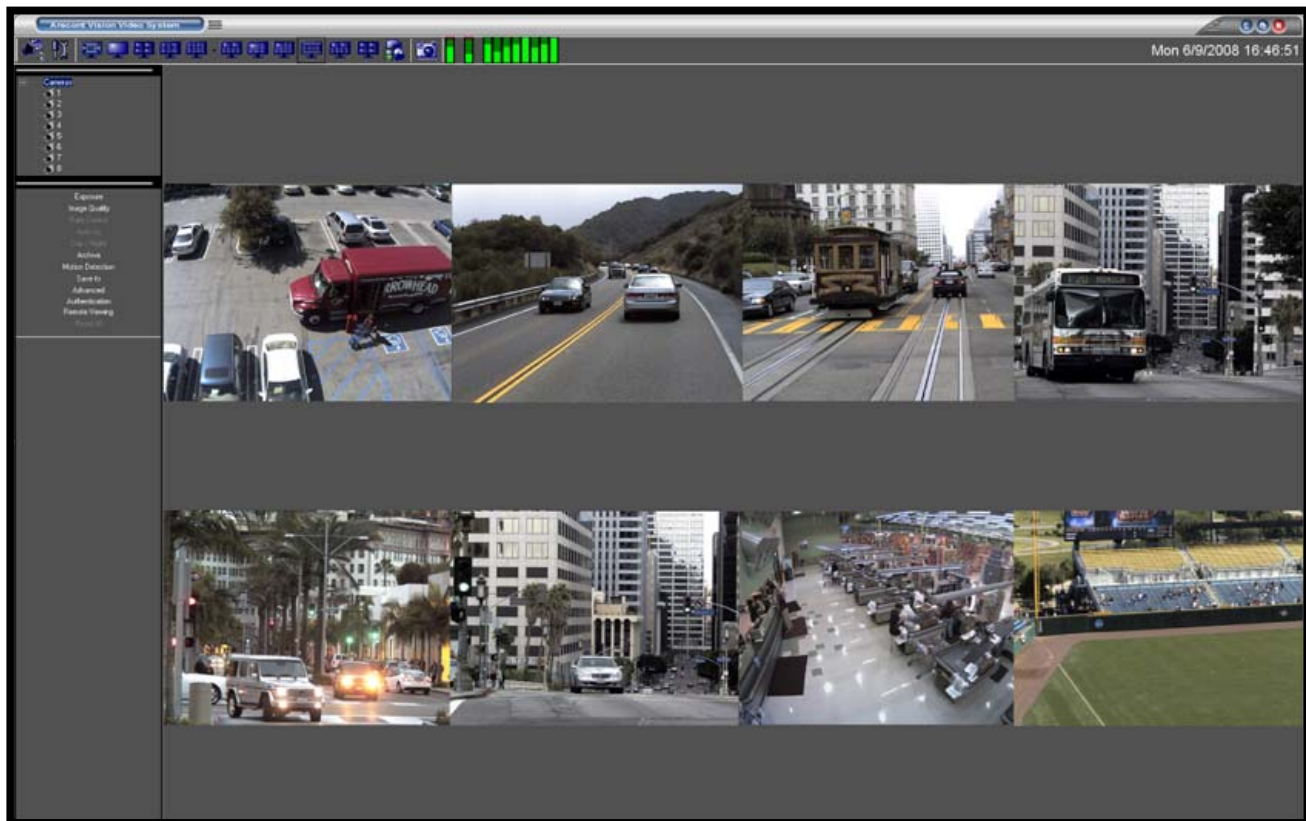 Arecont Vision Video System
Mon 6/9/2008 16:46:51
Cameras
1
2
3
4
5
6
7
8
Exposure
Image Quality
Archive
Motion Detection
Save to
Advanced
Authentication
Remote Viewing
ARROWHEAD